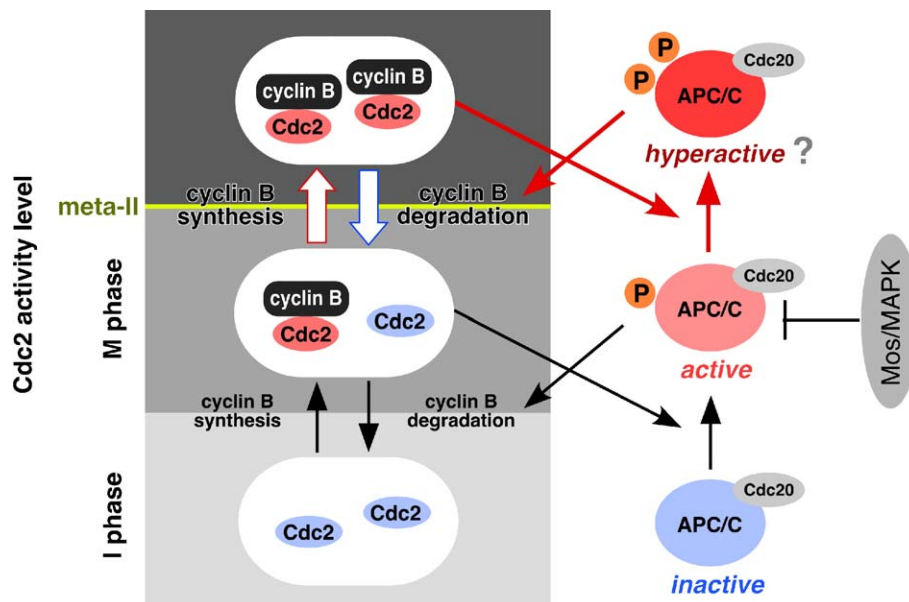 Cdc2 activity level
I phase
M phase
meta-II
cyclin B
cyclin B
Cdc2
Cdc2
cyclin B
synthesis
cyclin B
degradation
cyclin B
Cdc2
Cdc2
cyclin B
synthesis
cyclin B
degradation
Cdc2
Cdc2
P
P
Cdc20
APC/C
hyperactive ?
P
Cdc20
APC/C
active
Mos/MAPK
Cdc20
APC/C
inactive